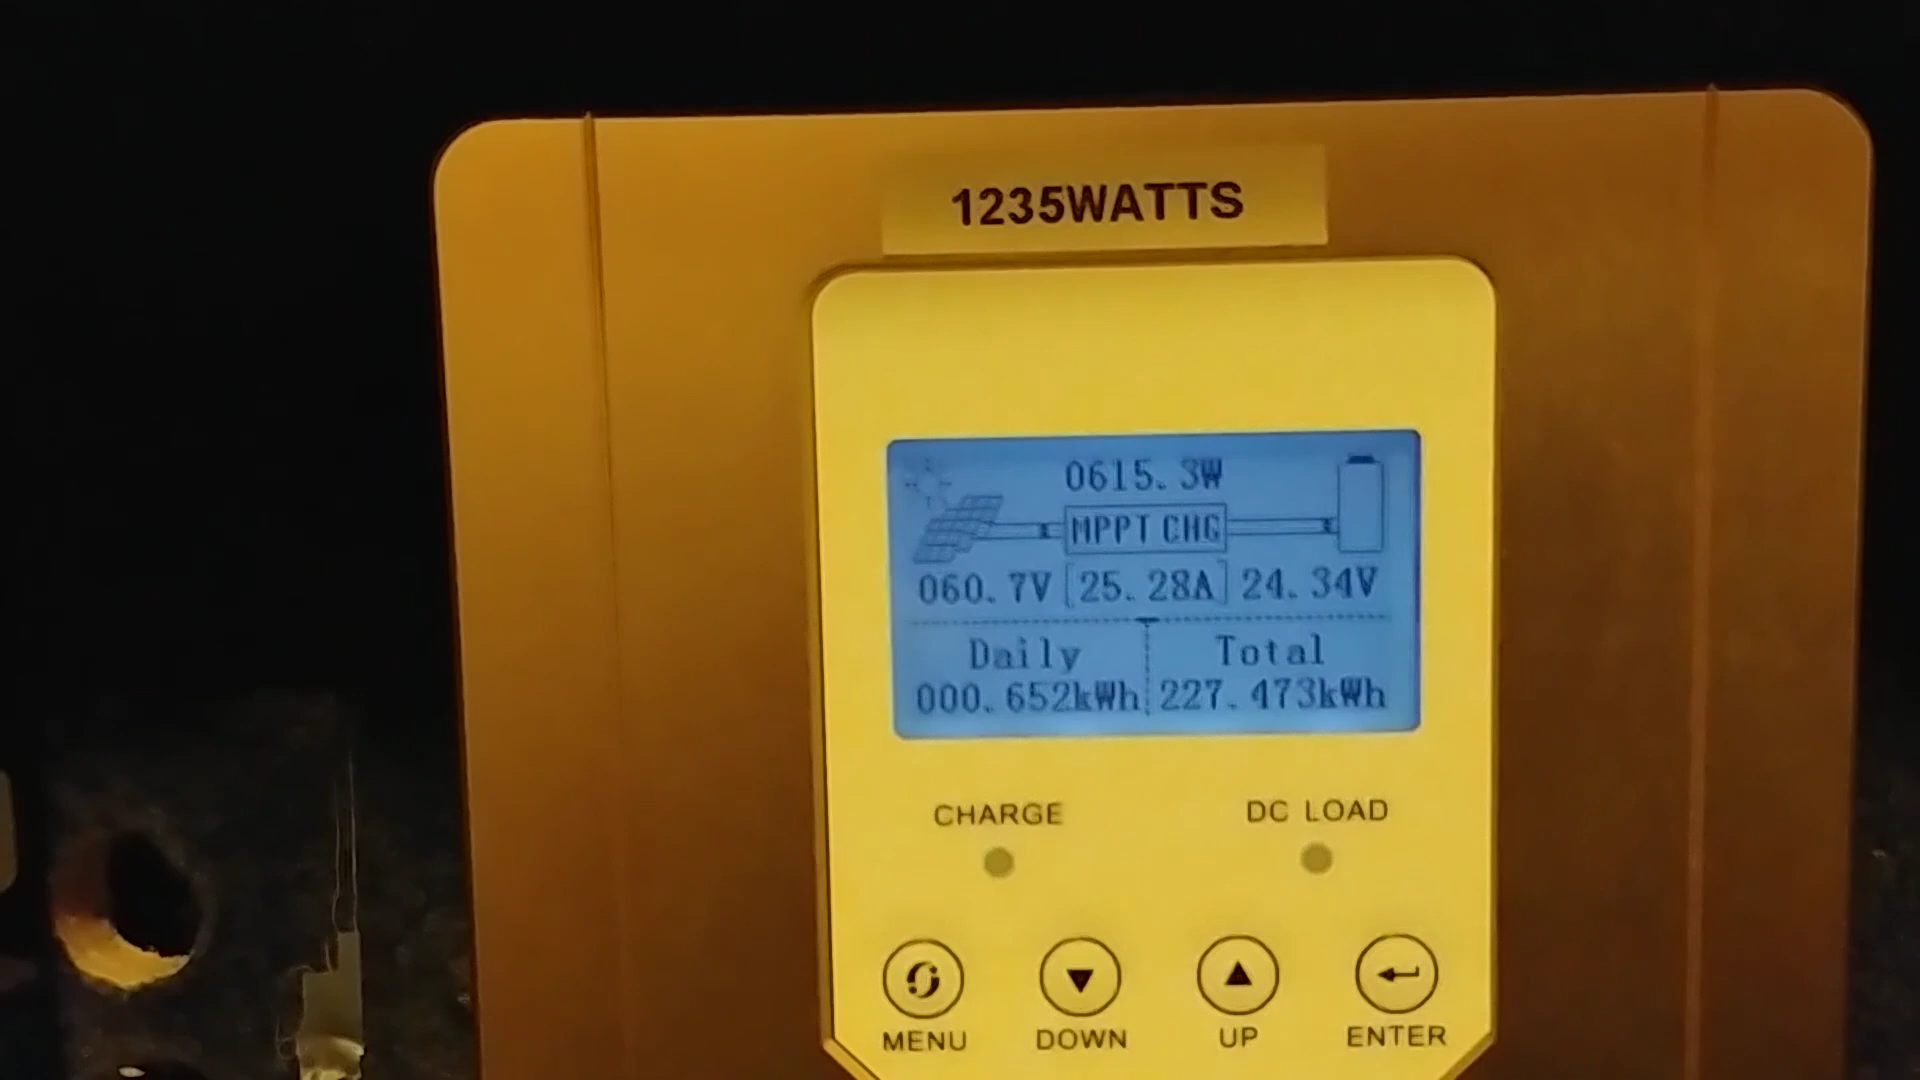 1235WATTS
0615.3W
MPPT CHG
060.7V 25.28A 24.34V
Daily Total
000.652kWh 227.473kWh
CHARGE DC LOAD
MENU DOWN UP ENTER